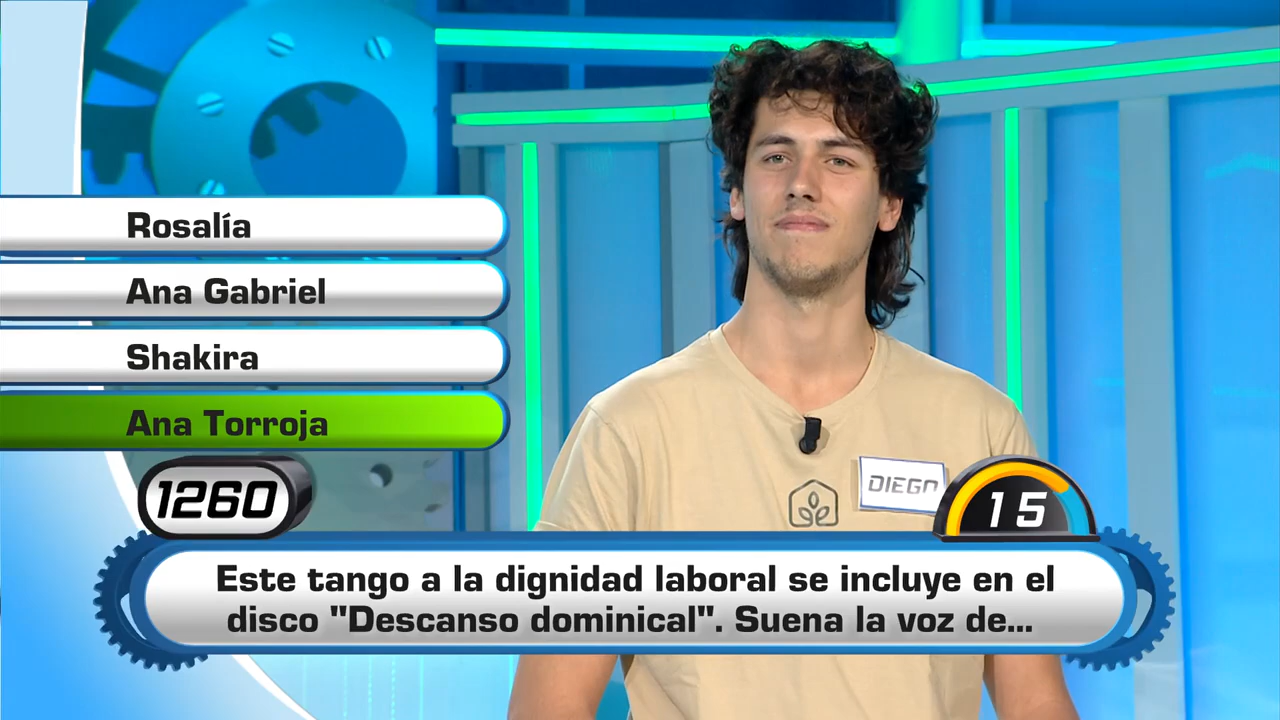 Rosalía
Ana Gabriel
Shakira
Ana Torroja
1260
DIEGO
15
Este tango a la dignidad laboral se incluye en el
disco "Descanso dominical". Suena la voz de...